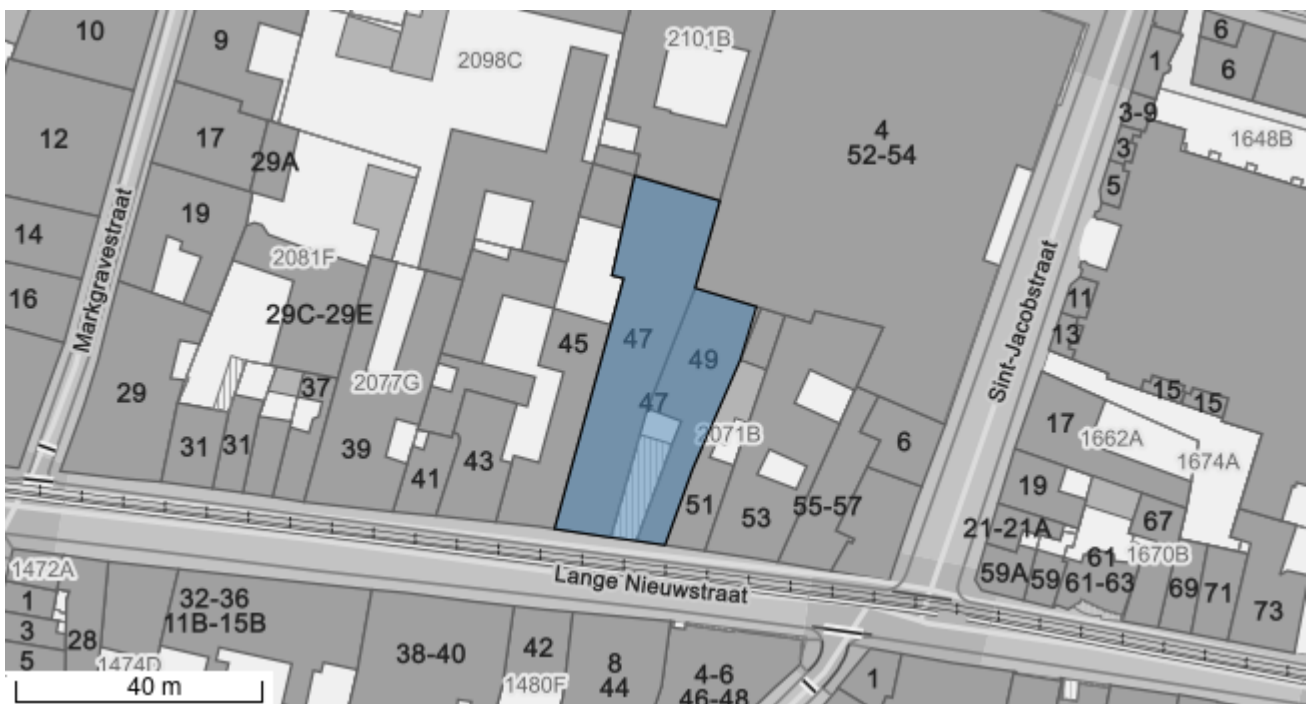 10
9
2098C
2101B
6
6
1
12
17
29A
4
52-54
3-9
3
1648B
5
Markgravestraat
14
19
2081F
16
29C-29E
Sint-Jacobstraat
11
13
45
47
49
29
37
2077G
47
15
15
17
31
31
39
41
43
2071B
6
1662A
1674A
51
53
55-57
19
21-21A
67
61
1670B
59A
59
61-63
69
71
73
Lange Nieuwstraat
1472A
1
3
5
28
32-36
11B-15B
1474D
38-40
42
1480F
8
44
4-6
46-48
1
40 m